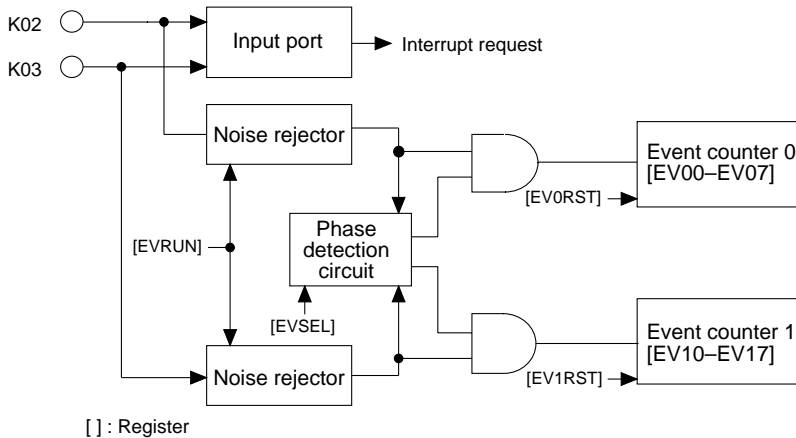 K02
Input port
Interrupt request
K03
Noise rejector
Event counter 0
[EV00–EV07]
[EV0RST]
Phase
detection
circuit
[EVRUN]
[EVSEL]
Event counter 1
[EV10–EV17]
Noise rejector
[EV1RST]
[ ] : Register